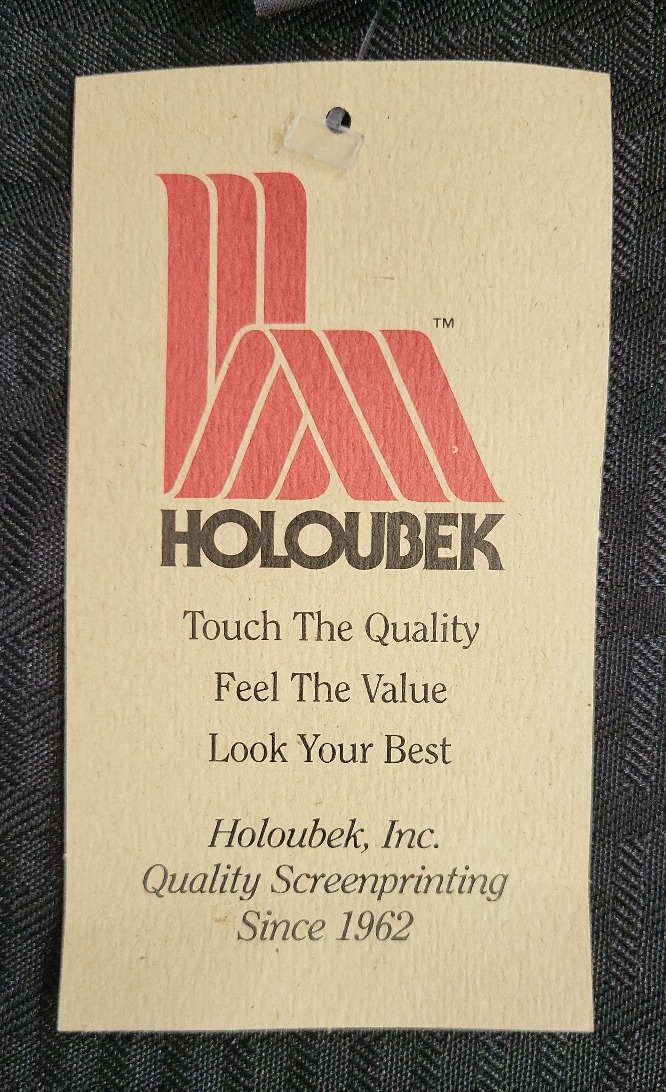 TM
HOLOUBEK
Touch The Quality
Feel The Value
Look Your Best
Holoubek, Inc.
Quality Screenprinting
Since 1962